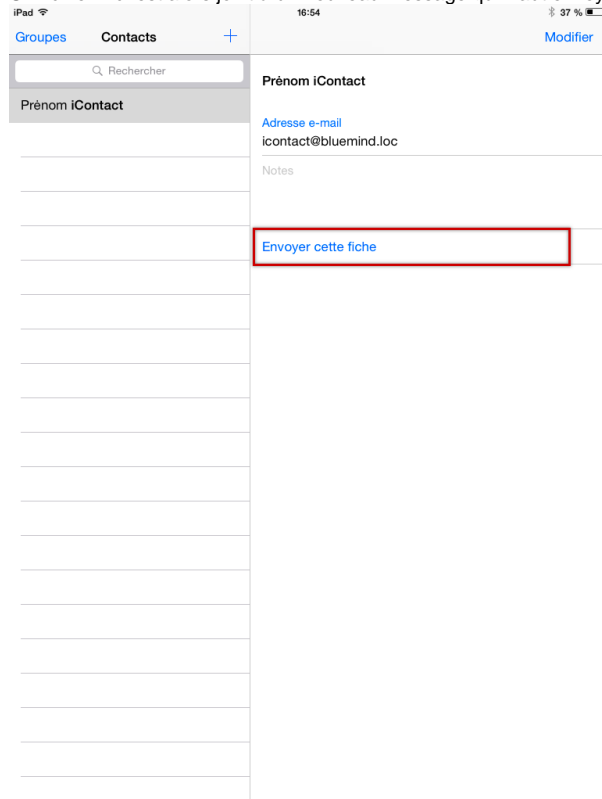 iPad 16:54 37 %
Groupes Contacts + Modifier
Rechercher
Prénom iContact
Prénom iContact
Adresse e-mail
icontact@bluemind.loc
Notes
Envoyer cette fiche